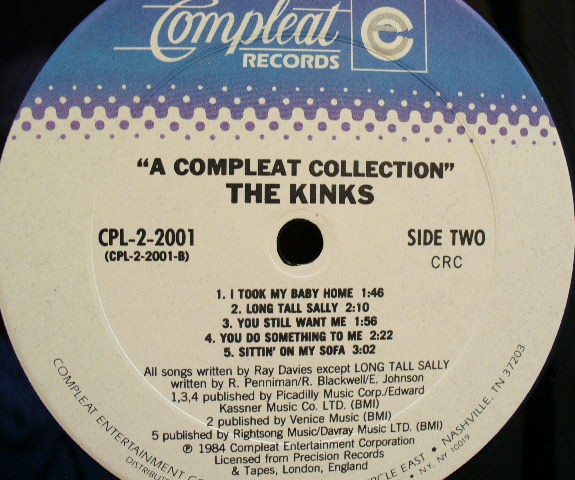 Compleat
RECORDS
"A COMPLEAT COLLECTION"
THE KINKS
CPL-2-2001
(CPL-2-2001-B)
SIDE TWO
CRC
1. I TOOK MY BABY HOME 1:46
2. LONG TALL SALLY 2:10
3. YOU STILL WANT ME 1:56
4. YOU DO SOMETHING TO ME 2:22
5. SITTIN' ON MY SOFA 3:02
All songs written by Ray Davies except LONG TALL SALLY
written by R. Penniman/R. Blackwell/E. Johnson
1,3,4 published by Picadilly Music Corp./Edward
Kassner Music Co. LTD. (BMI)
2 published by Venice Music (BMI)
5 published by Rightsong Music/Davray Music LTD. (BMI)
℗ 1984 Compleat Entertainment Corporation
Licensed from Precision Records
& Tapes, London, England
COMPLEAT ENTERTAINMENT
EAST • NASHVILLE, TN 37203
N.Y., N.Y. 10019